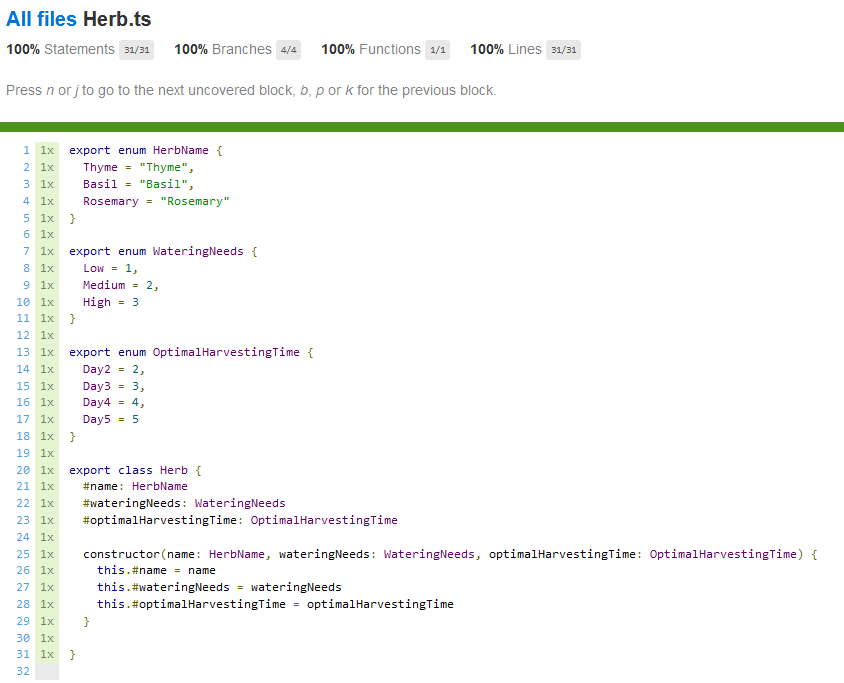 All files Herb.ts
100% Statements 31/31 100% Branches 4/4 100% Functions 1/1 100% Lines 31/31
Press n or j to go to the next uncovered block, b, p or k for the previous block.
1 1x export enum HerbName {
2 1x   Thyme = "Thyme",
3 1x   Basil = "Basil",
4 1x   Rosemary = "Rosemary"
5 1x }
6 1x
7 1x export enum WateringNeeds {
8 1x   Low = 1,
9 1x   Medium = 2,
10 1x   High = 3
11 1x }
12 1x
13 1x export enum OptimalHarvestingTime {
14 1x   Day2 = 2,
15 1x   Day3 = 3,
16 1x   Day4 = 4,
17 1x   Day5 = 5
18 1x }
19 1x
20 1x export class Herb {
21 1x   #name: HerbName
22 1x   #wateringNeeds: WateringNeeds
23 1x   #optimalHarvestingTime: OptimalHarvestingTime
24 1x
25 1x   constructor(name: HerbName, wateringNeeds: WateringNeeds, optimalHarvestingTime: OptimalHarvestingTime) {
26 1x     this.#name = name
27 1x     this.#wateringNeeds = wateringNeeds
28 1x     this.#optimalHarvestingTime = optimalHarvestingTime
29 1x   }
30 1x
31 1x }
32